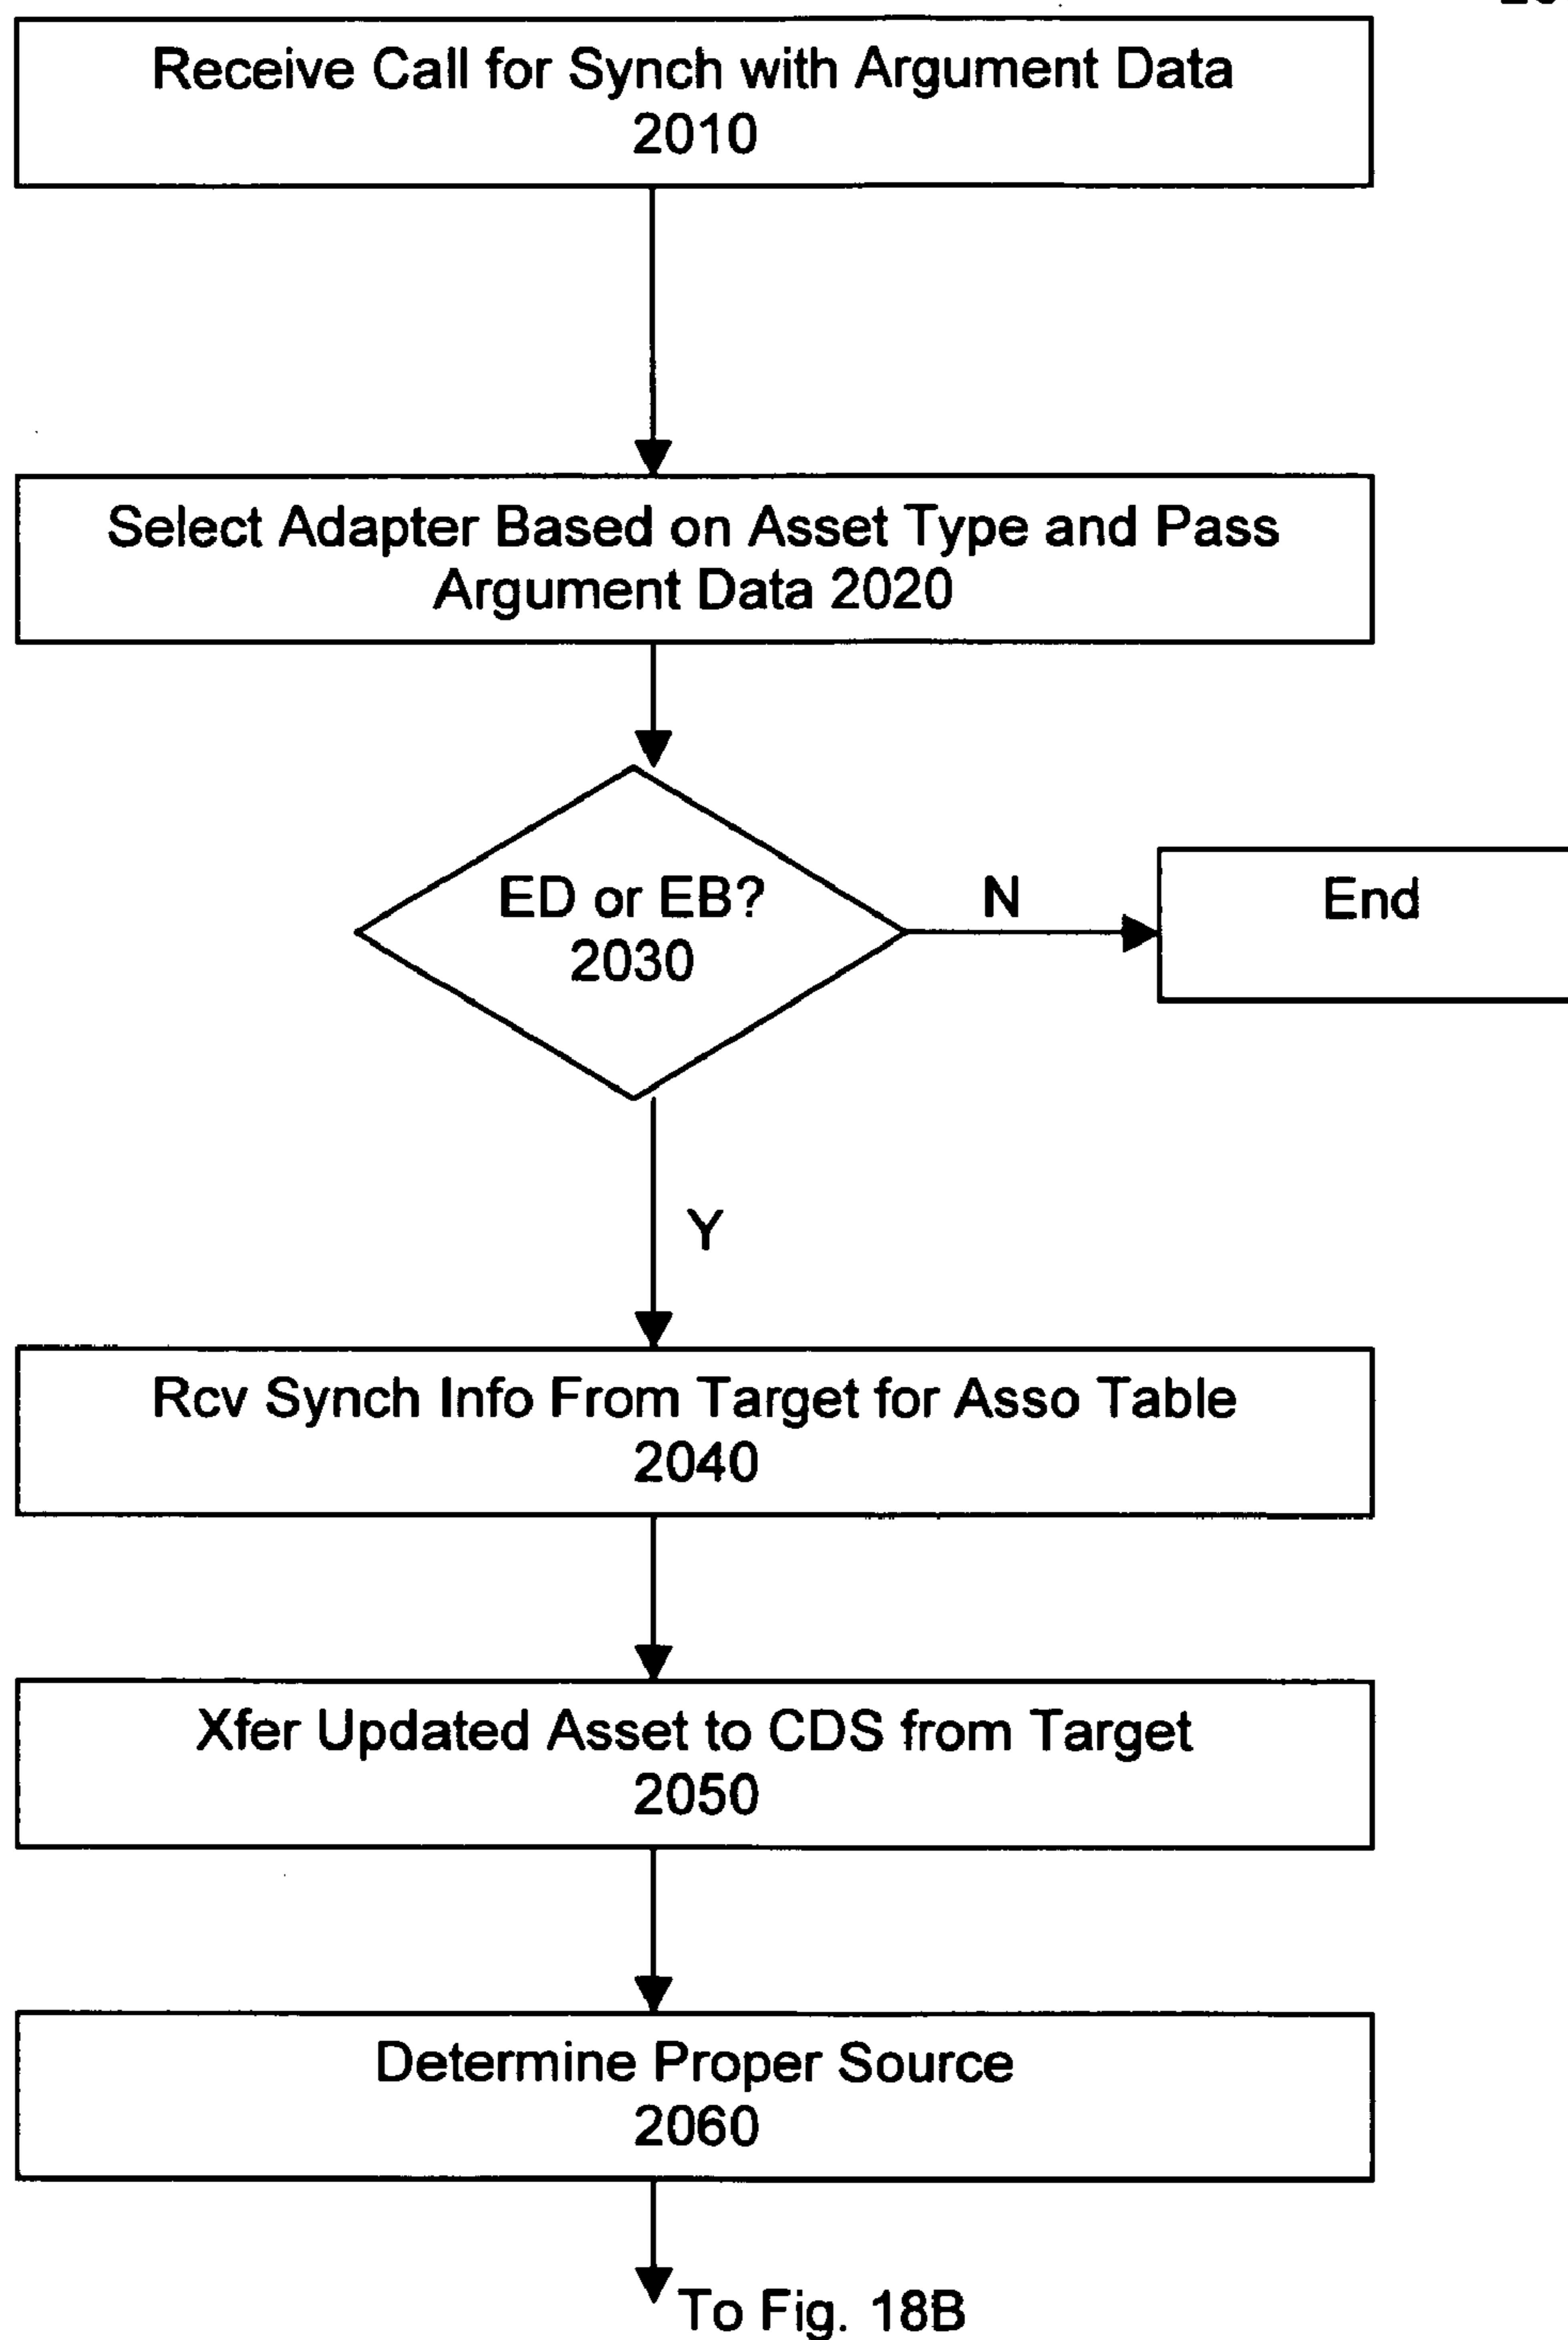 Receive Call for Synch with Argument Data
2010
Select Adapter Based on Asset Type and Pass
Argument Data 2020
ED or EB?
2030
N
End
Y
Rcv Synch Info From Target for Asso Table
2040
Xfer Updated Asset to CDS from Target
2050
Determine Proper Source
2060
To Fig. 18B